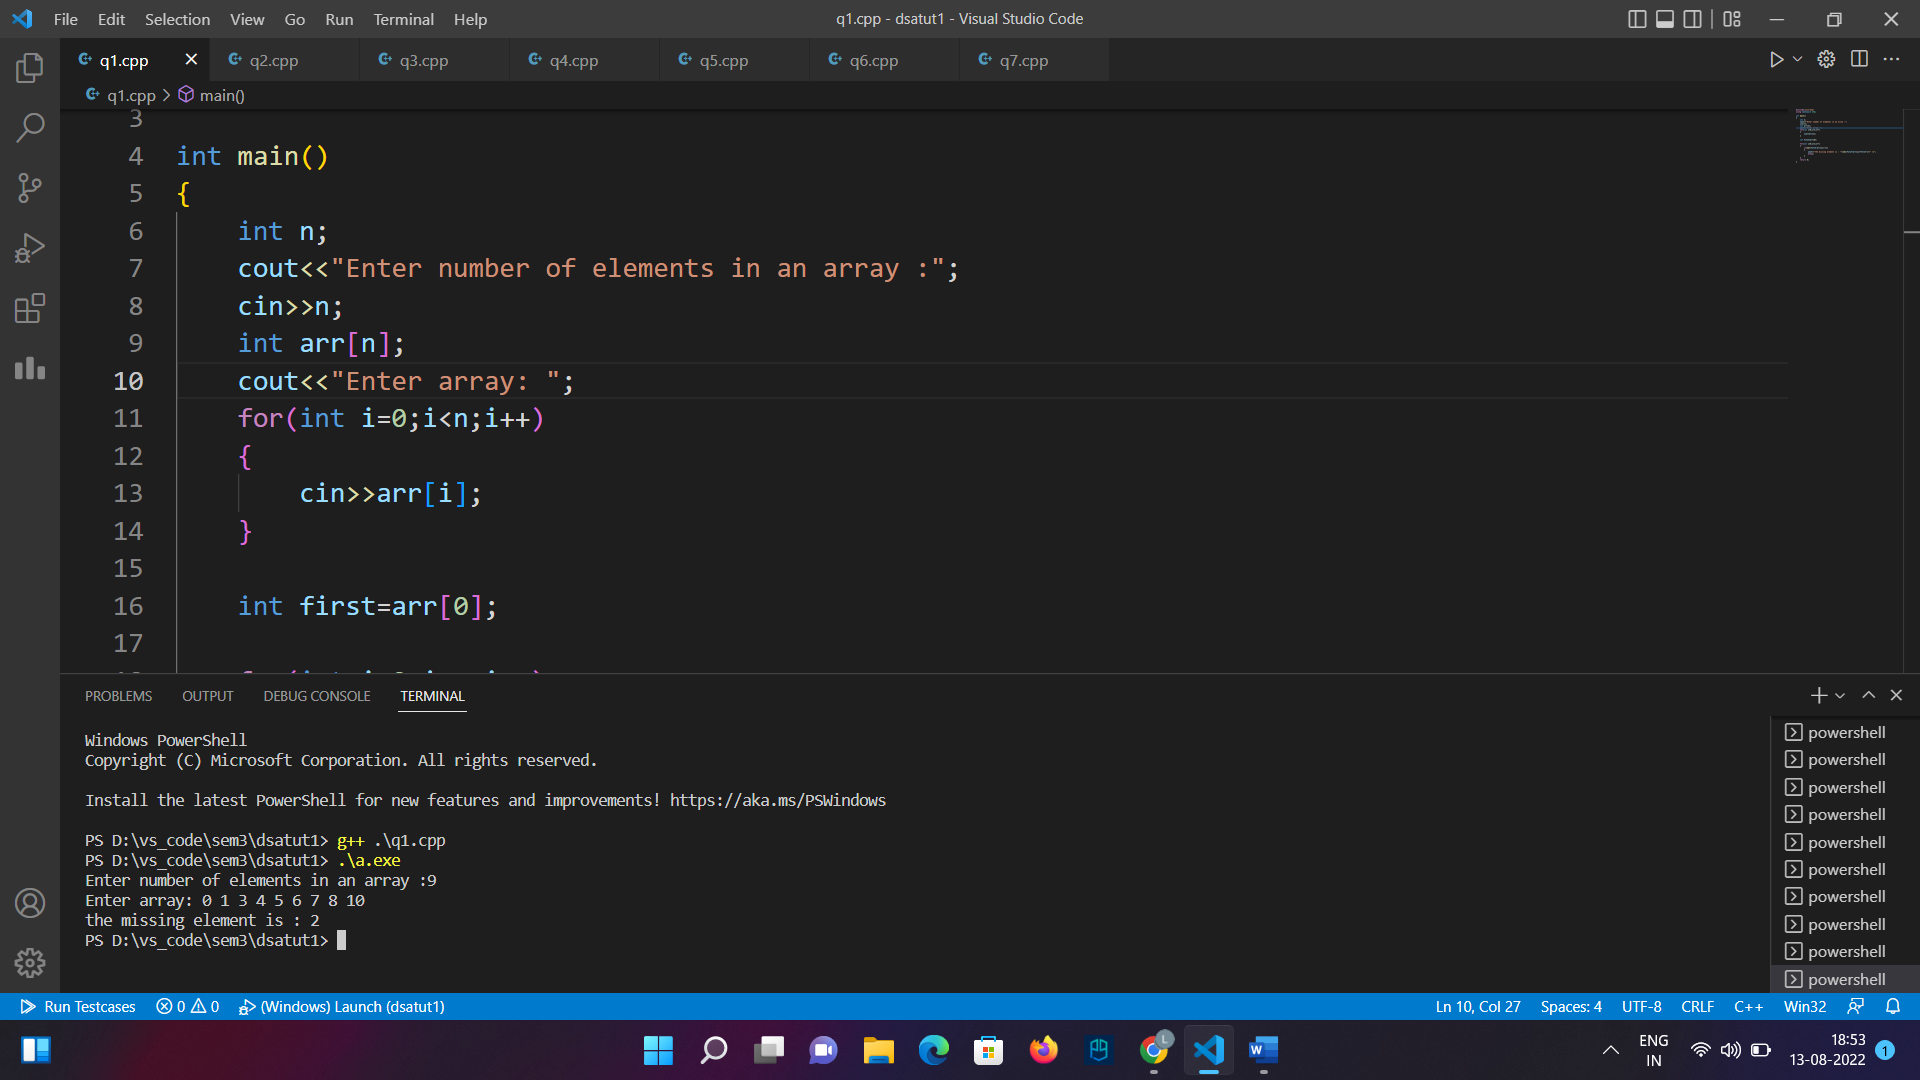 File Edit Selection View Go Run Terminal Help
q1.cpp - dsatut1 - Visual Studio Code
q1.cpp q2.cpp q3.cpp q4.cpp q5.cpp q6.cpp q7.cpp
q1.cpp > main()
3
4 int main()
5 {
6 int n;
7 cout<<"Enter number of elements in an array :";
8 cin>>n;
9 int arr[n];
10 cout<<"Enter array: ";
11 for(int i=0;i<n;i++)
12 {
13 cin>>arr[i];
14 }
15
16 int first=arr[0];
17
PROBLEMS OUTPUT DEBUG CONSOLE TERMINAL
Windows PowerShell
Copyright (C) Microsoft Corporation. All rights reserved.
Install the latest PowerShell for new features and improvements! https://aka.ms/PSWindows
PS D:\vs_code\sem3\dsatut1> g++ .\q1.cpp
PS D:\vs_code\sem3\dsatut1> .\a.exe
Enter number of elements in an array :9
Enter array: 0 1 3 4 5 6 7 8 10
the missing element is : 2
PS D:\vs_code\sem3\dsatut1>
powershell
powershell
powershell
powershell
powershell
powershell
powershell
powershell
powershell
powershell
Run Testcases 0 0 (Windows) Launch (dsatut1)
Ln 10, Col 27 Spaces: 4 UTF-8 CRLF C++ Win32
L
W
ENG
IN
18:53
13-08-2022
1